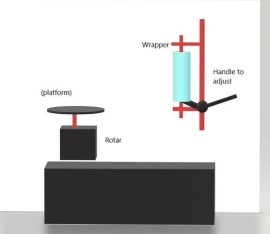 Wrapper
Handle to
adjust
(platform)
Rotar